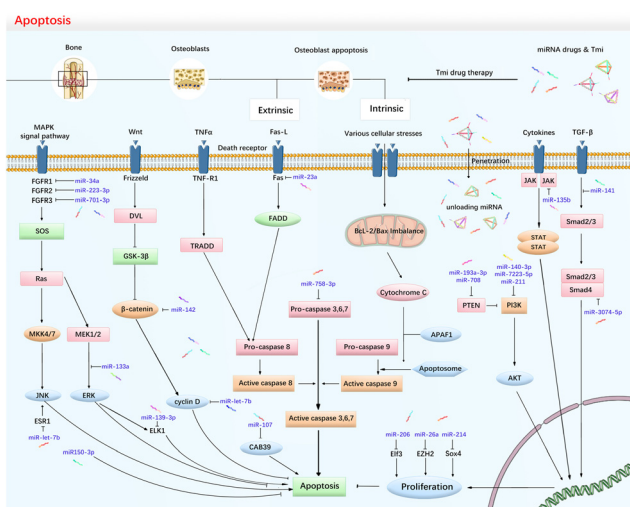 Apoptosis
Bone
Osteoblasts
Osteoblast appoptosis
miRNA drugs & Tmi
Tmi drug therapy
Extrinsic
Intrinsic
MAPK
signal pathway
Wnt
TNFα
Fas-L
Various cellular stresses
Cytokines
TGF-β
Death receptor
Penetration
FGFR1
miR-34a
FGFR2
miR-223-3p
FGFR3
miR-701-3p
Frizzeld
TNF-R1
Fas
miR-23a
unloading miRNA
JAK
JAK
miR-135b
miR-141
SOS
DVL
TRADD
FADD
BcL-2/Bax Imbalance
STAT
STAT
Smad2/3
GSK-3β
Ras
miR-758-3p
Cytochrome C
miR-193a-3p
miR-708
miR-140-3p
miR-7223-5p
miR-211
Smad2/3
Smad4
β-catenin
miR-142
Pro-caspase 3,6,7
PTEN
PI3K
miR-3074-5p
MKK4/7
MEK1/2
Pro-caspase 8
Pro-caspase 9
APAF1
miR-133a
Apoptosome
AKT
Active caspase 8
Active caspase 9
JNK
ERK
cyclin D
miR-let-7b
ESR1
miR-139-3p
ELK1
miR-107
Active caspase 3,6,7
miR-let-7b
miR150-3p
CAB39
miR-206
miR-26a
miR-214
Elf3
EZH2
Sox4
Apoptosis
Proliferation